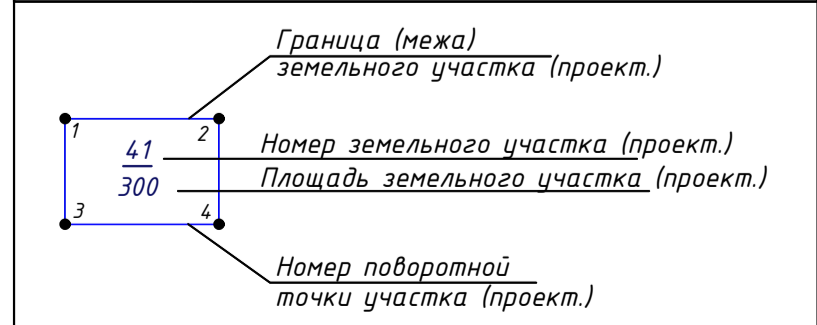 Граница (межа)
земельного участка (проект.)
1 2
41
Номер земельного участка (проект.)
300
Площадь земельного участка (проект.)
3 4
Номер поворотной
точки участка (проект.)